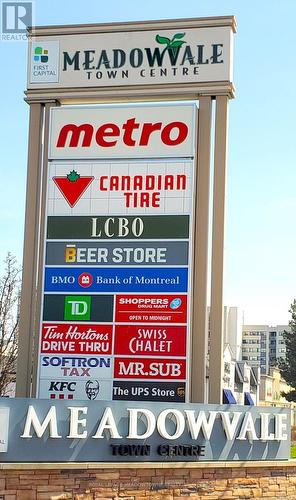 REALTOR®
FIRST
CAPITAL
MEADOWVALE
TOWN CENTRE
metro
CANADIAN
TIRE
LCBO
BEER STORE
BMO Bank of Montreal
TD
SHOPPERS
DRUG MART
OPEN TO MIDNIGHT
Tim Hortons
DRIVE THRU
SWISS
CHALET
SOFTRON
TAX
MR.SUB
KFC
The UPS Store
MEADOWVALE
TOWN CENTRE